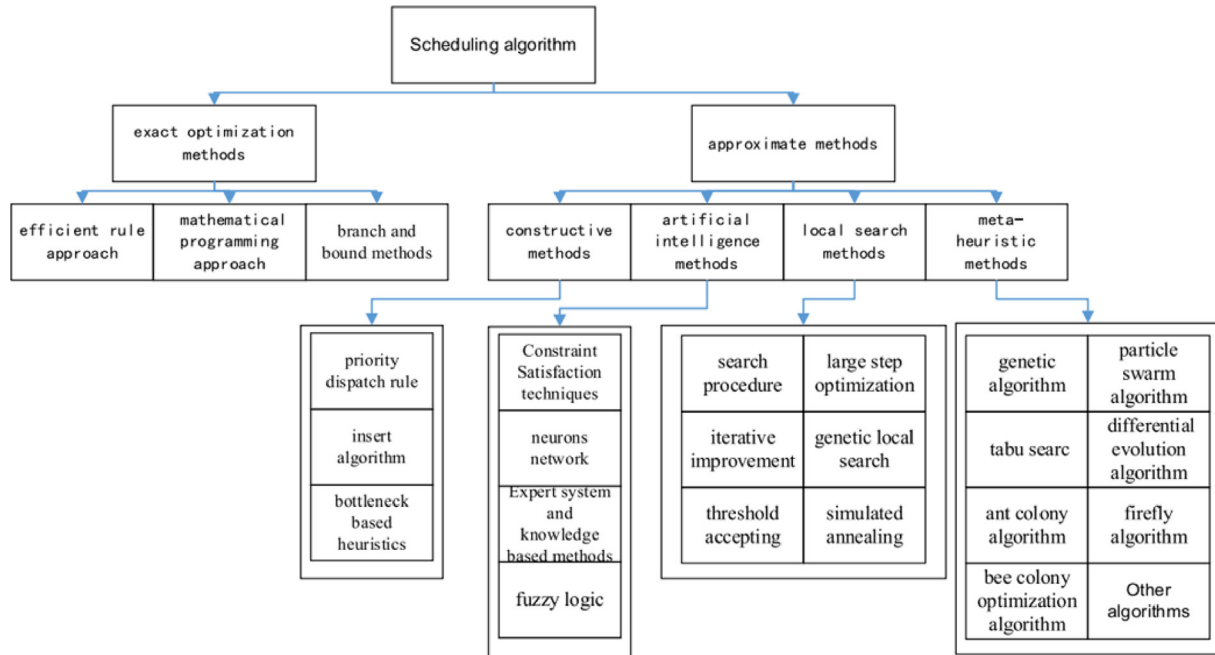 Scheduling algorithm
exact optimization
methods
approximate methods
efficient rule
approach
mathematical
programming
approach
branch and
bound methods
constructive
methods
artificial
intelligence
methods
local search
methods
meta-
heuristic
methods
priority
dispatch rule
insert
algorithm
bottleneck
based
heuristics
Constraint
Satisfaction
techniques
neurons
network
Expert system
and
knowledge
based methods
fuzzy logic
search
procedure
large step
optimization
iterative
improvement
genetic local
search
threshold
accepting
simulated
annealing
genetic
algorithm
particle
swarm
algorithm
tabu searc
differential
evolution
algorithm
ant colony
algorithm
firefly
algorithm
bee colony
optimization
algorithm
Other
algorithms